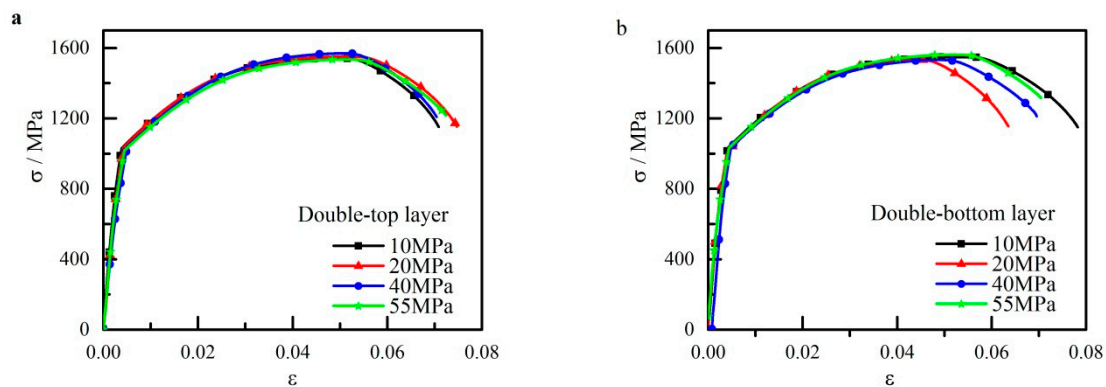 a
σ / MPa
1600
1200
800
400
0
0.00 0.02 0.04 0.06 0.08
ε
Double-top layer
10MPa
20MPa
40MPa
55MPa
b
σ / MPa
1600
1200
800
400
0
0.00 0.02 0.04 0.06 0.08
ε
Double-bottom layer
10MPa
20MPa
40MPa
55MPa